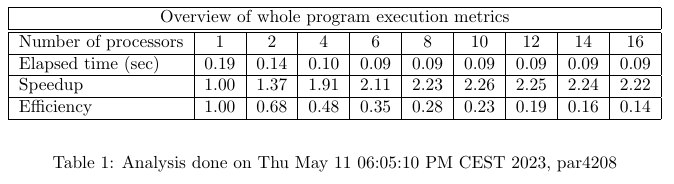 Overview of whole program execution metrics
Number of processors 1 2 4 6 8 10 12 14 16
Elapsed time (sec) 0.19 0.14 0.10 0.09 0.09 0.09 0.09 0.09 0.09
Speedup 1.00 1.37 1.91 2.11 2.23 2.26 2.25 2.24 2.22
Efficiency 1.00 0.68 0.48 0.35 0.28 0.23 0.19 0.16 0.14
Table 1: Analysis done on Thu May 11 06:05:10 PM CEST 2023, par4208